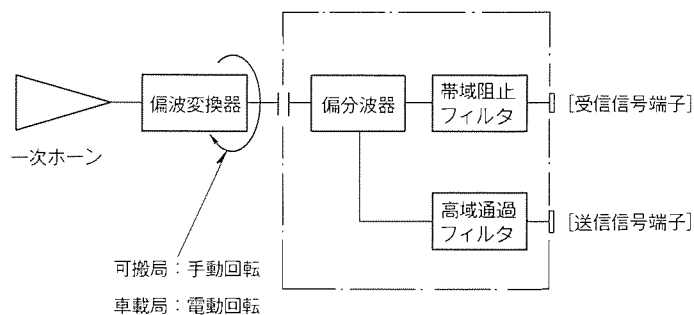 一次ホーン
偏波変換器
偏分波器
帯域阻止
フィルタ
[受信信号端子]
高域通過
フィルタ
[送信信号端子]
可搬局：手動回転
車載局：電動回転